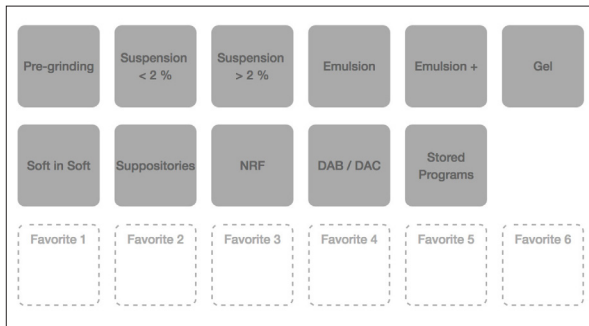 Pre-grinding
Suspension
< 2 %
Suspension
> 2 %
Emulsion
Emulsion +
Gel
Soft in Soft
Suppositories
NRF
DAB / DAC
Stored
Programs
Favorite 1
Favorite 2
Favorite 3
Favorite 4
Favorite 5
Favorite 6